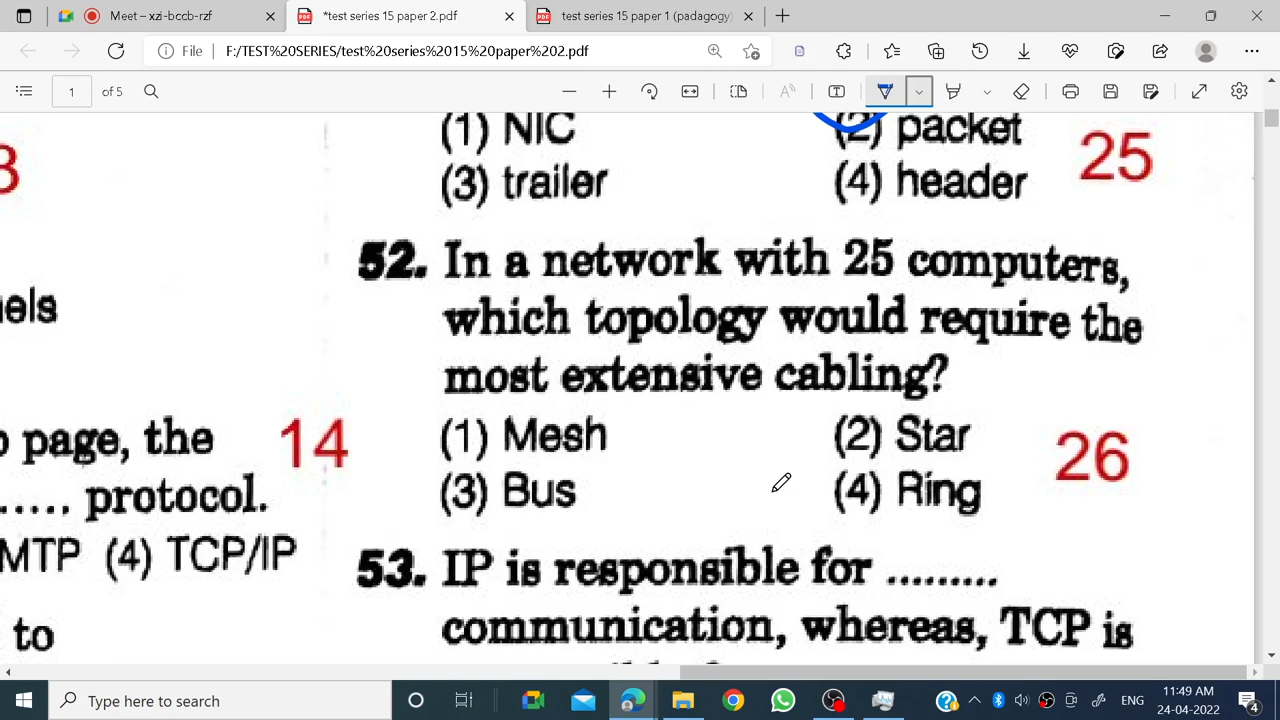 Meet – xzi-bccb-rzf
*test series 15 paper 2.pdf
test series 15 paper 1 (padagogy)
File
F:/TEST%20SERIES/test%20series%2015%20paper%202.pdf
1 of 5
(1) NIC (2) packet
(3) trailer (4) header
25
52. In a network with 25 computers,
which topology would require the
most extensive cabling?
(1) Mesh (2) Star
(3) Bus (4) Ring
26
53. IP is responsible for .........
communication, whereas, TCP is
page, the
14
..... protocol.
MTP (4) TCP/IP
to
Type here to search
ENG
11:49 AM
24-04-2022
4